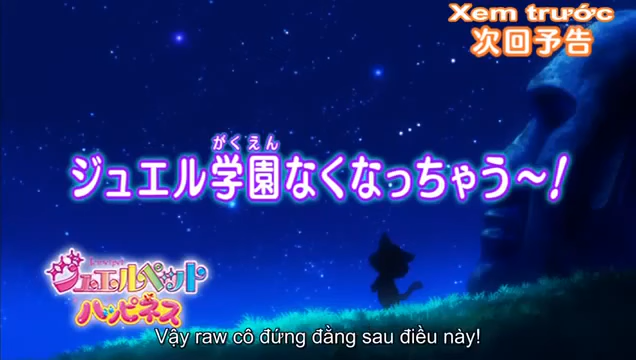 Xem trước
次回予告
がくえん
ジュエル学園なくなっちゃう～！
ジュエルペット
ハッピネス
Vậy raw cô đứng đằng sau điều này!